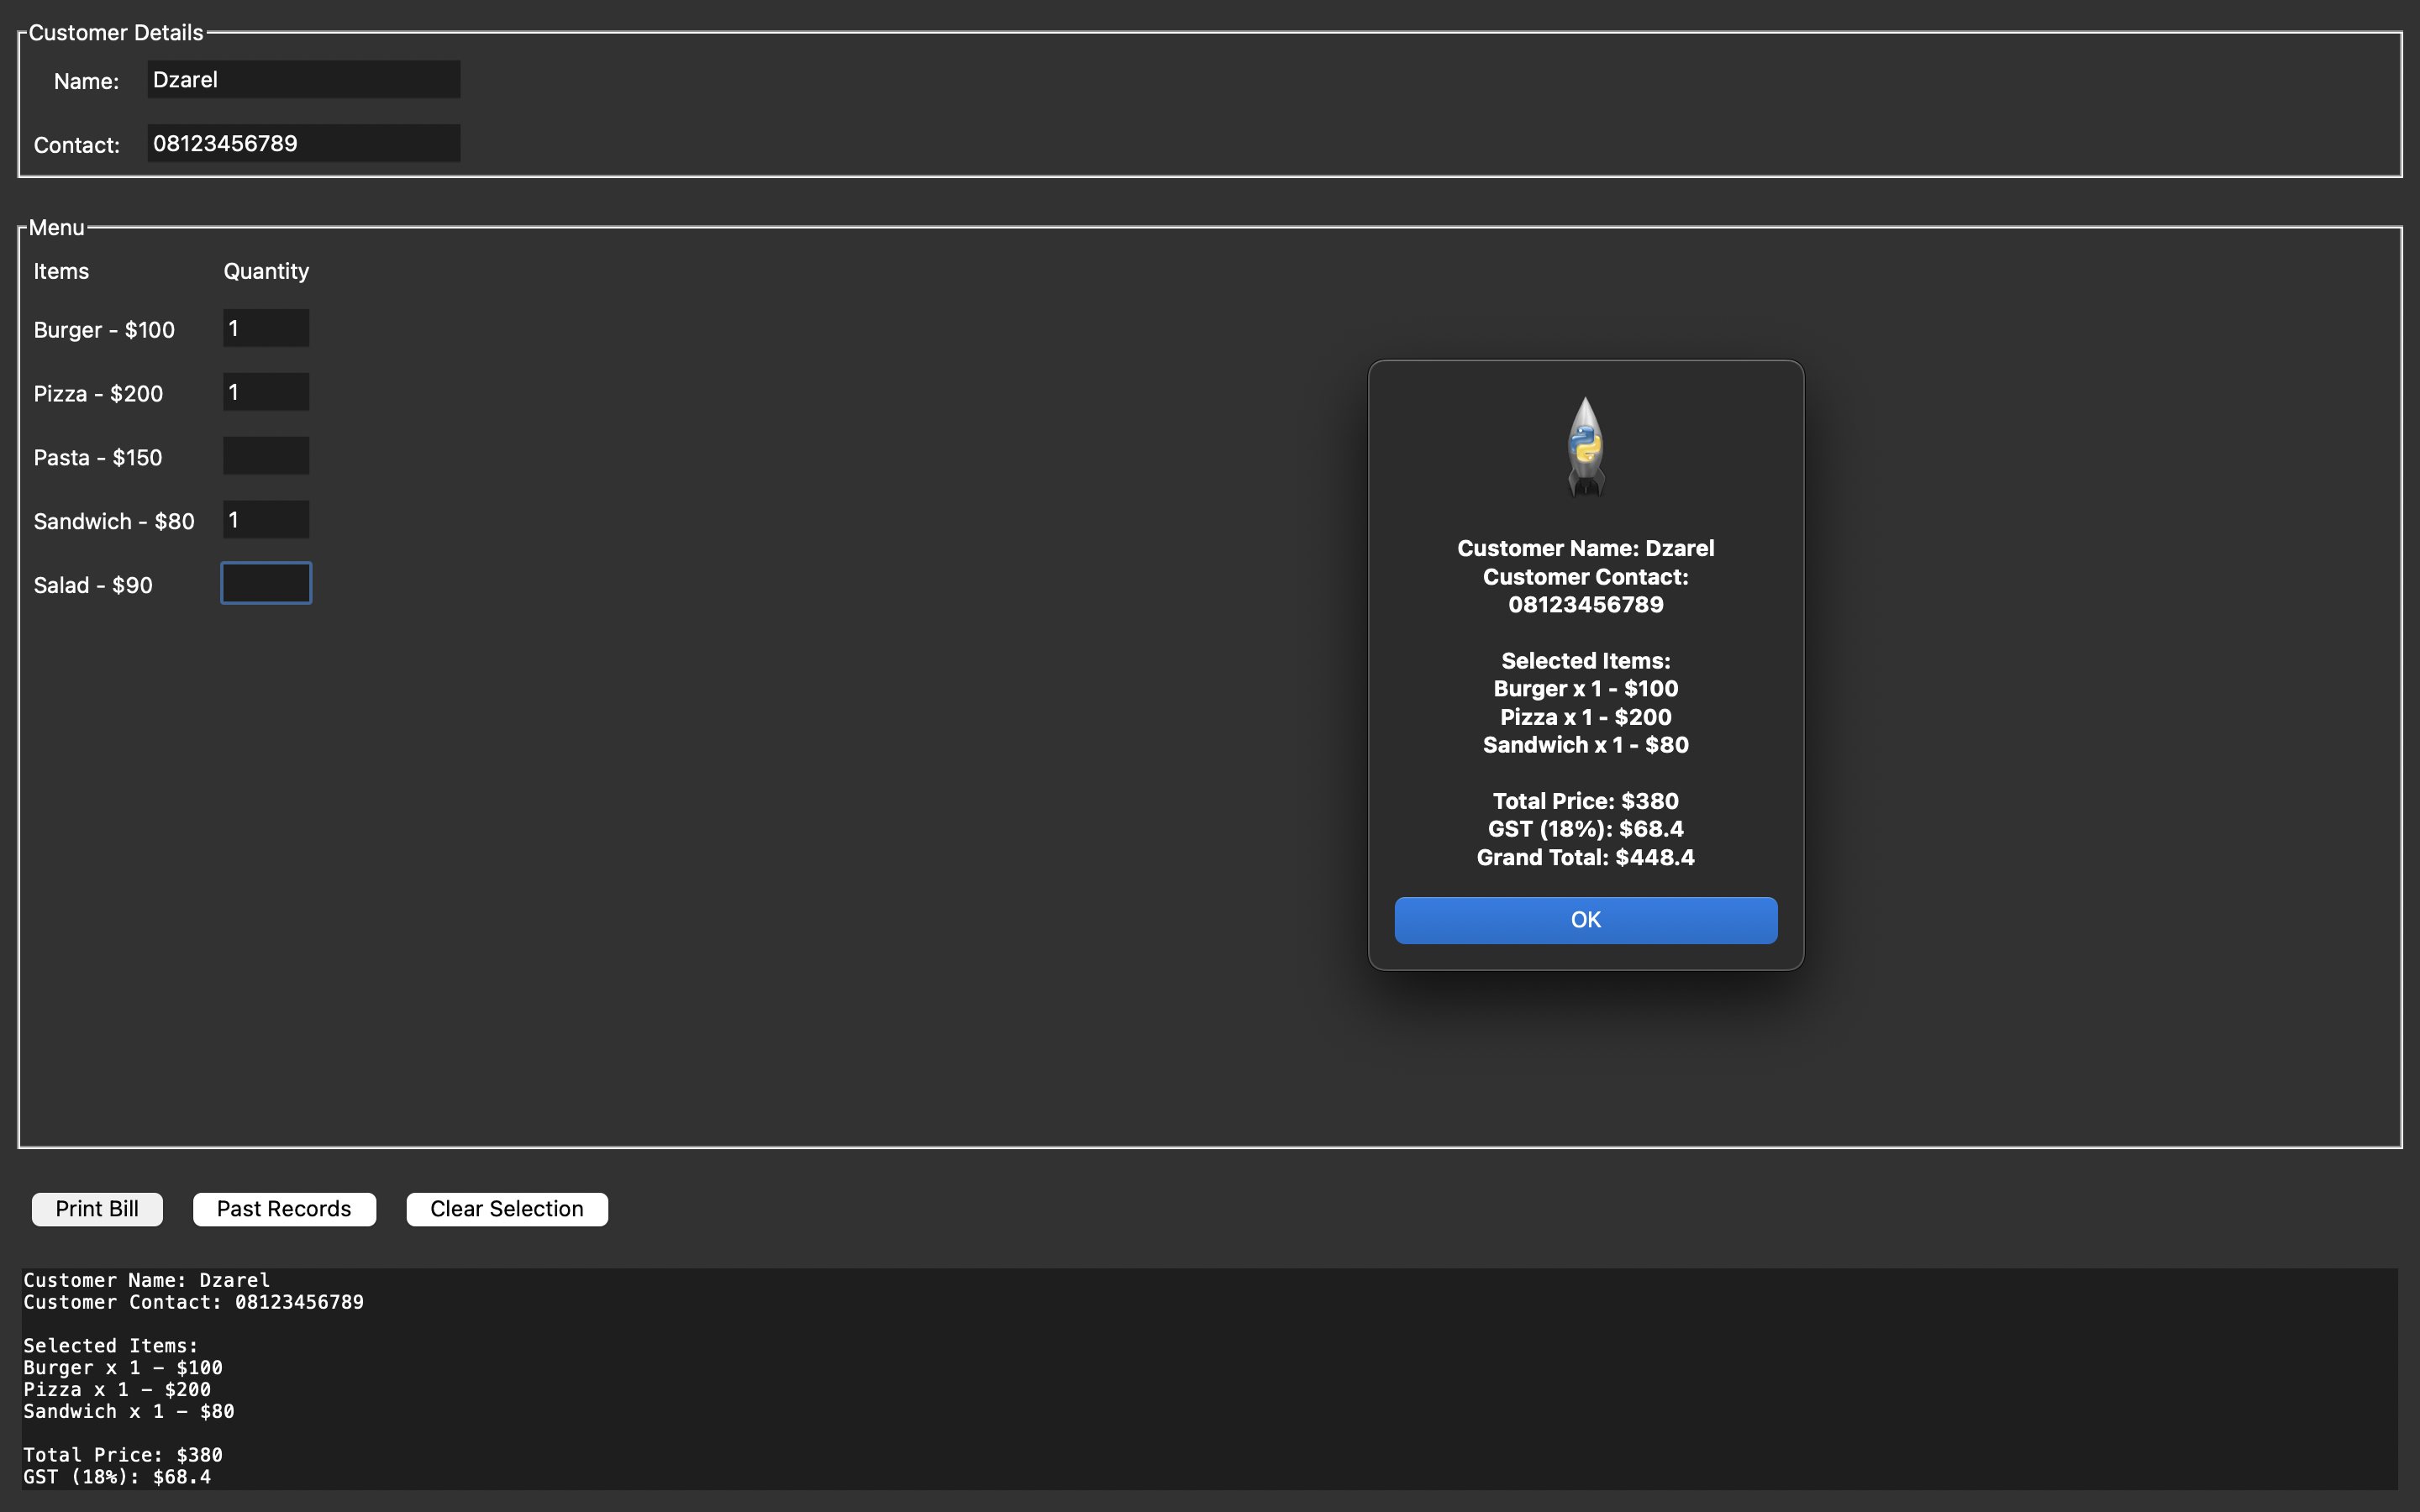 Customer Details
Name: Dzarel
Contact: 08123456789
Menu
Items Quantity
Burger - $100 1
Pizza - $200 1
Pasta - $150
Sandwich - $80 1
Salad - $90
Customer Name: Dzarel
Customer Contact:
08123456789
Selected Items:
Burger x 1 - $100
Pizza x 1 - $200
Sandwich x 1 - $80
Total Price: $380
GST (18%): $68.4
Grand Total: $448.4
OK
Print Bill Past Records Clear Selection
Customer Name: Dzarel
Customer Contact: 08123456789
Selected Items:
Burger x 1 - $100
Pizza x 1 - $200
Sandwich x 1 - $80
Total Price: $380
GST (18%): $68.4